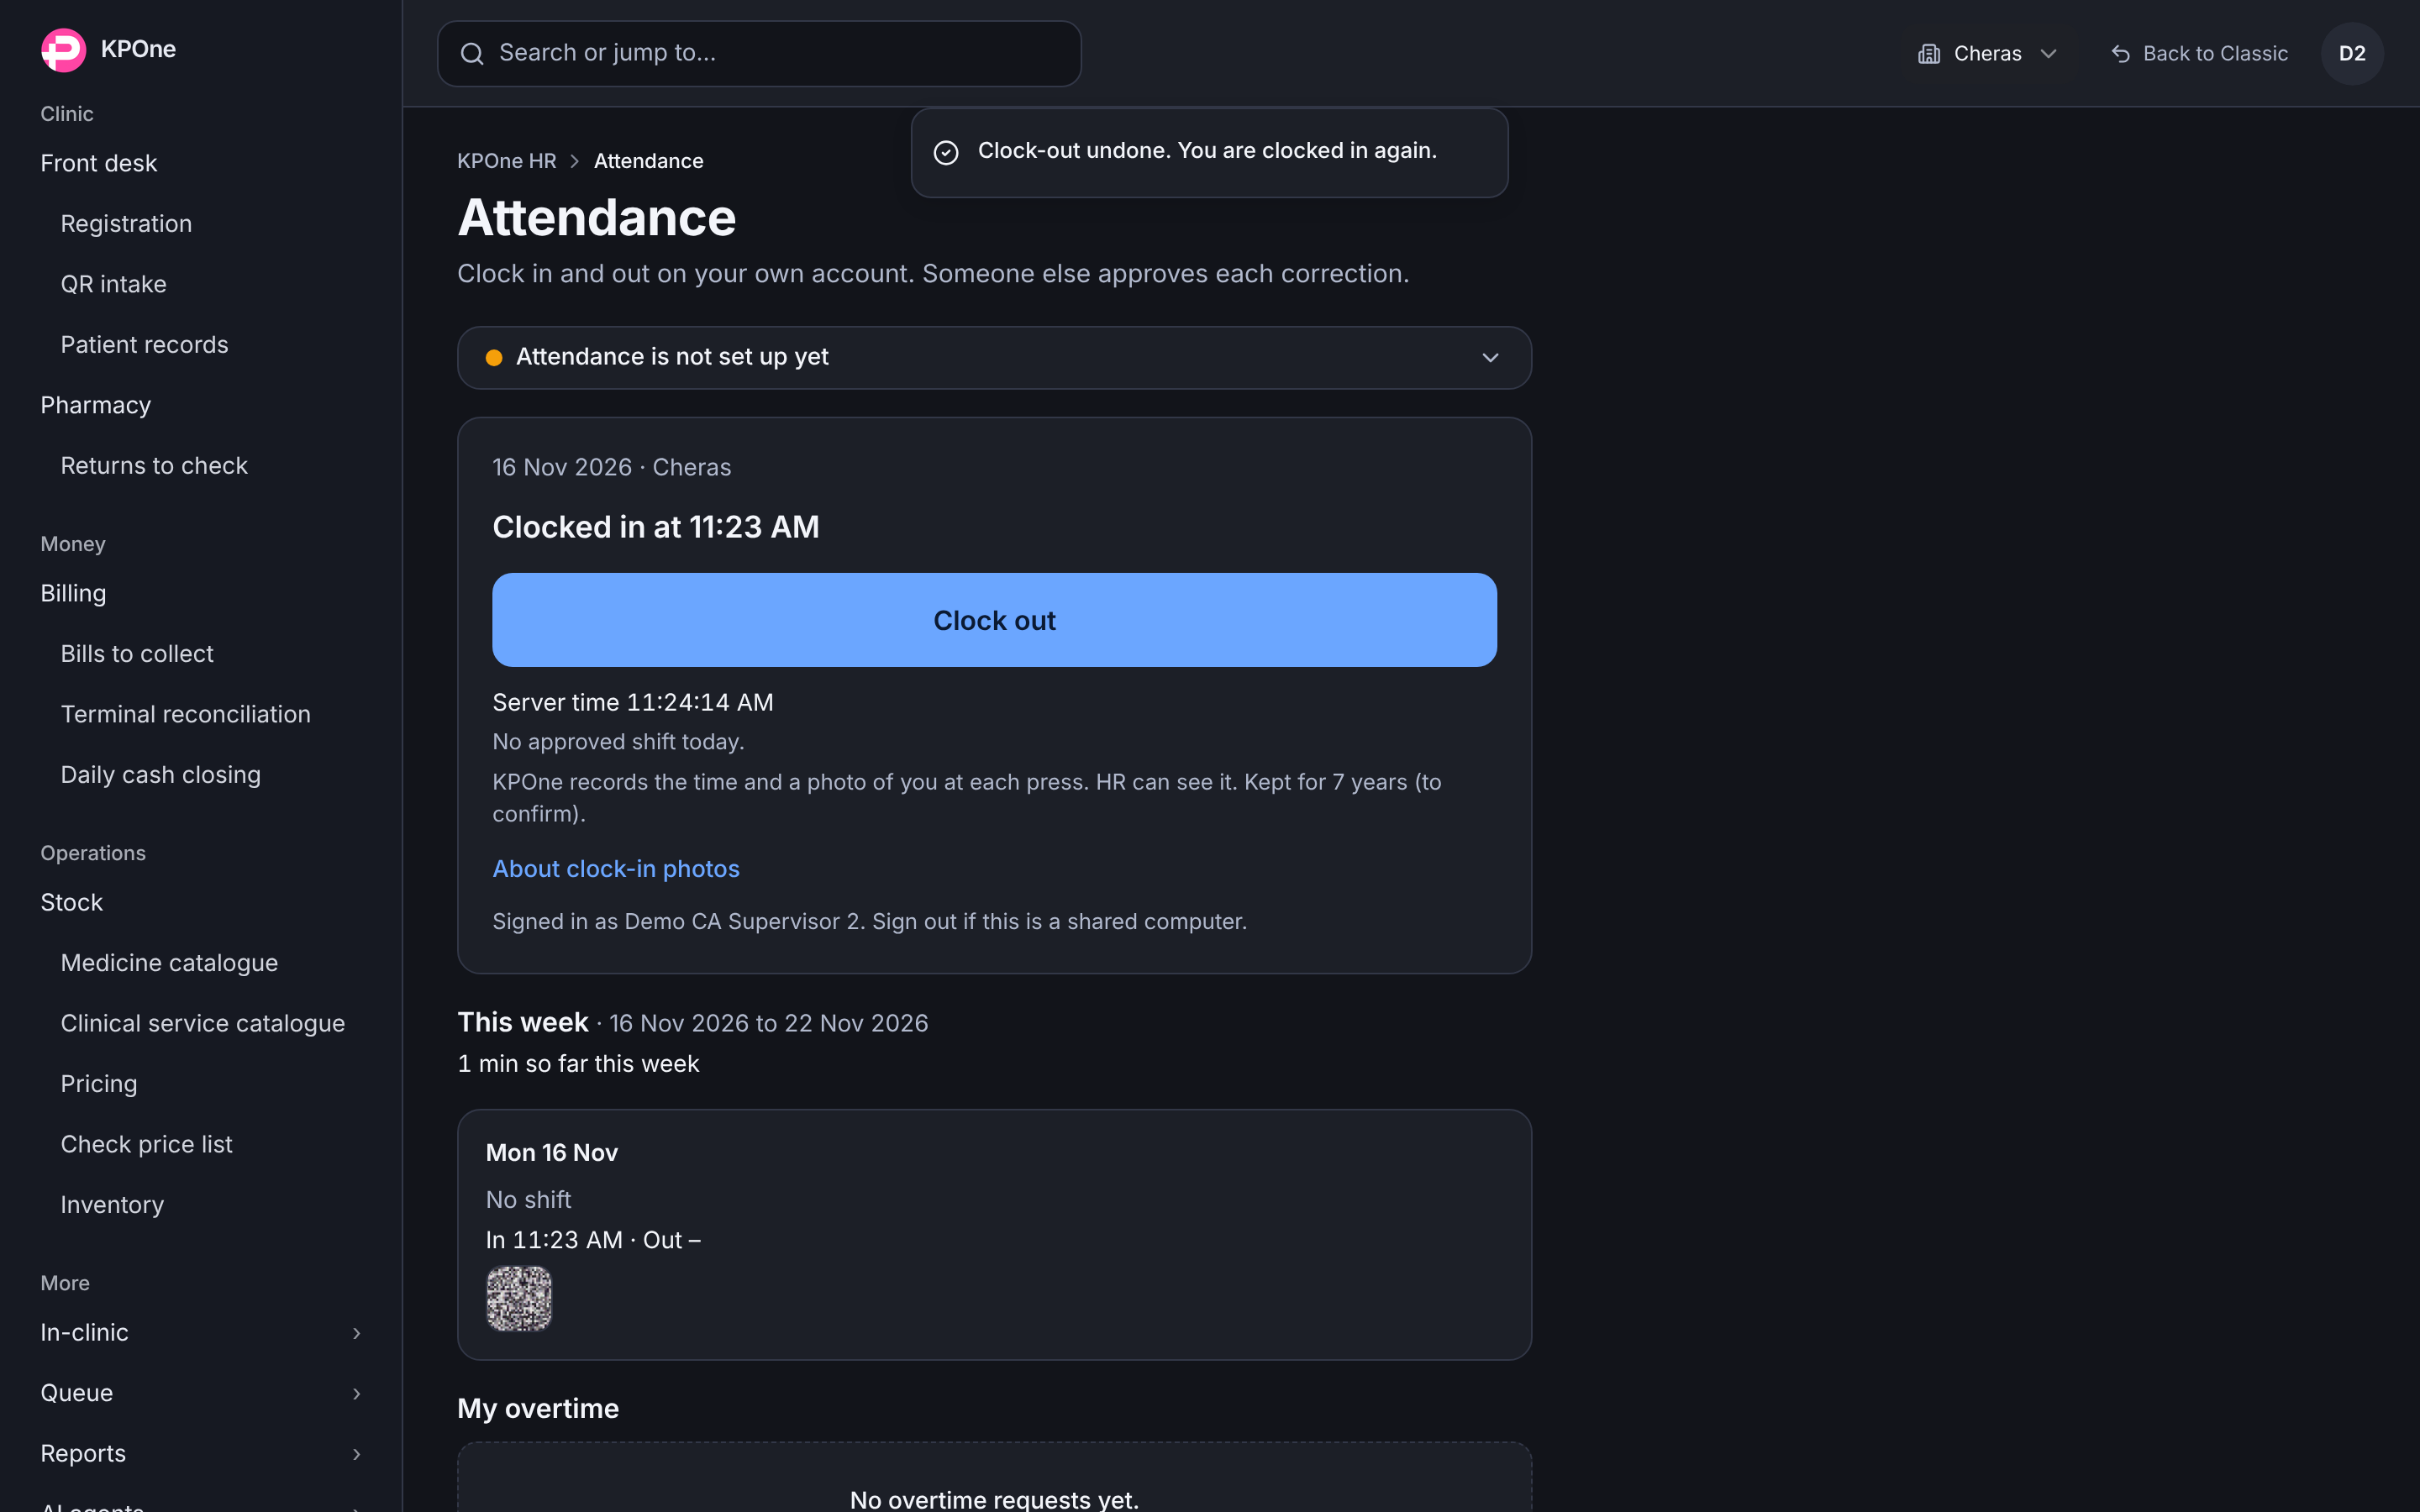 KPOne
Search or jump to...
Cheras
Back to Classic
D2
Clinic
Front desk
Registration
QR intake
Patient records
Pharmacy
Returns to check
Money
Billing
Bills to collect
Terminal reconciliation
Daily cash closing
Operations
Stock
Medicine catalogue
Clinical service catalogue
Pricing
Check price list
Inventory
More
In-clinic
Queue
Reports
AI agents
Clock-out undone. You are clocked in again.
KPOne HR > Attendance
Attendance
Clock in and out on your own account. Someone else approves each correction.
Attendance is not set up yet
16 Nov 2026 · Cheras
Clocked in at 11:23 AM
Clock out
Server time 11:24:14 AM
No approved shift today.
KPOne records the time and a photo of you at each press. HR can see it. Kept for 7 years (to
confirm).
About clock-in photos
Signed in as Demo CA Supervisor 2. Sign out if this is a shared computer.
This week · 16 Nov 2026 to 22 Nov 2026
1 min so far this week
Mon 16 Nov
No shift
In 11:23 AM · Out –
My overtime
No overtime requests yet.